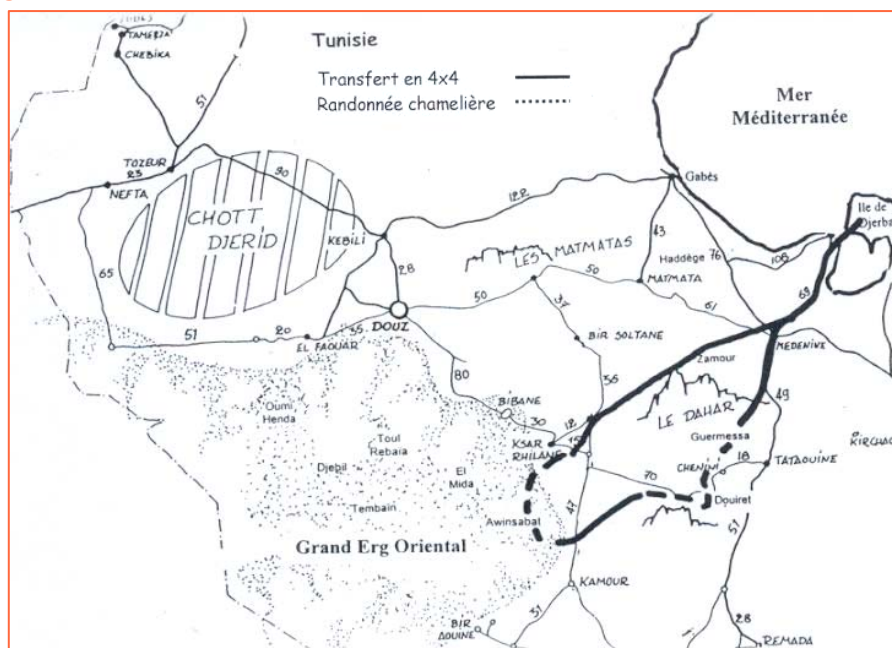 TAMERZA
CHEBIKA
51
TOZEUR
23
NEFTA
Tunisie
Transfert en 4x4
Randonnée chamelière
Mer
Méditerranée
90
CHOTT
DJERID
KEBILI
122
Gabès
Ile de
Djerba
43
Haddège
76
108
LES MATMATAS
MATMATA
65
28
50
50
61
69
MEDENINE
51
20
EL FAOUAR
35
DOUZ
37
BIR SOLTANE
Zamour
80
56
BIBANE
30
12
LE DAHAR
49
KSAR
RHILANE
Oumi
Henda
Toul
Rebaia
Djebil
El
Mida
Tembain
Awinsabat
Guermessa
CHENINI
18
TATAOUINE
70
Douiret
47
51
Grand Erg Oriental
KAMOUR
51
BIR
AOUINE
28
REMADA